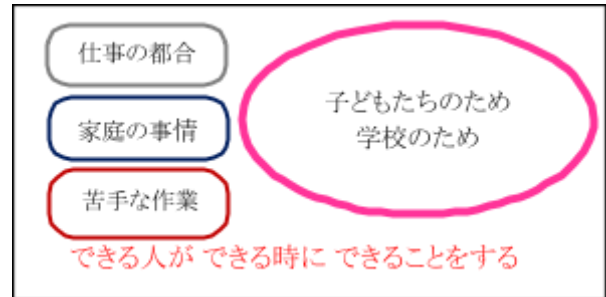 仕事の都合
家庭の事情
苦手な作業
子どもたちのため
学校のため
できる人が できる時に できることをする